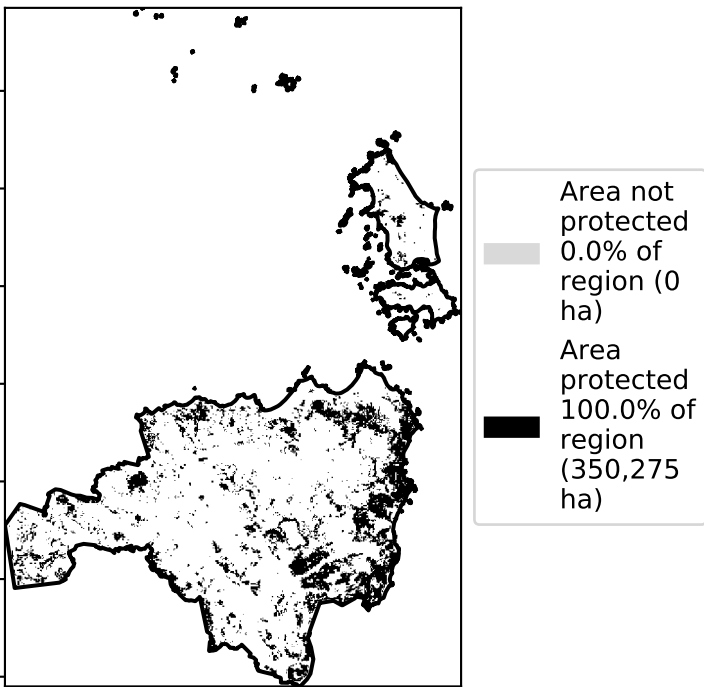 Area not
protected
0.0% of
region (0
ha)
Area
protected
100.0% of
region
(350,275
ha)